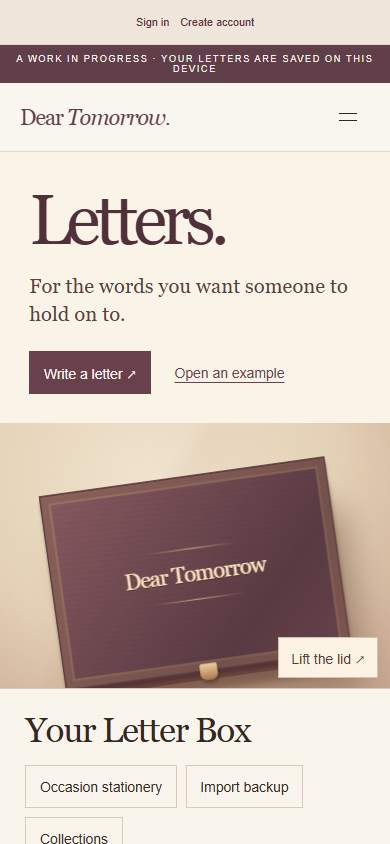 Sign in Create account
A WORK IN PROGRESS · YOUR LETTERS ARE SAVED ON THIS
DEVICE
Dear Tomorrow.
Letters.
For the words you want someone to
hold on to.
Write a letter ↗ Open an example
Dear Tomorrow
Lift the lid ↗
Your Letter Box
Occasion stationery Import backup
Collections